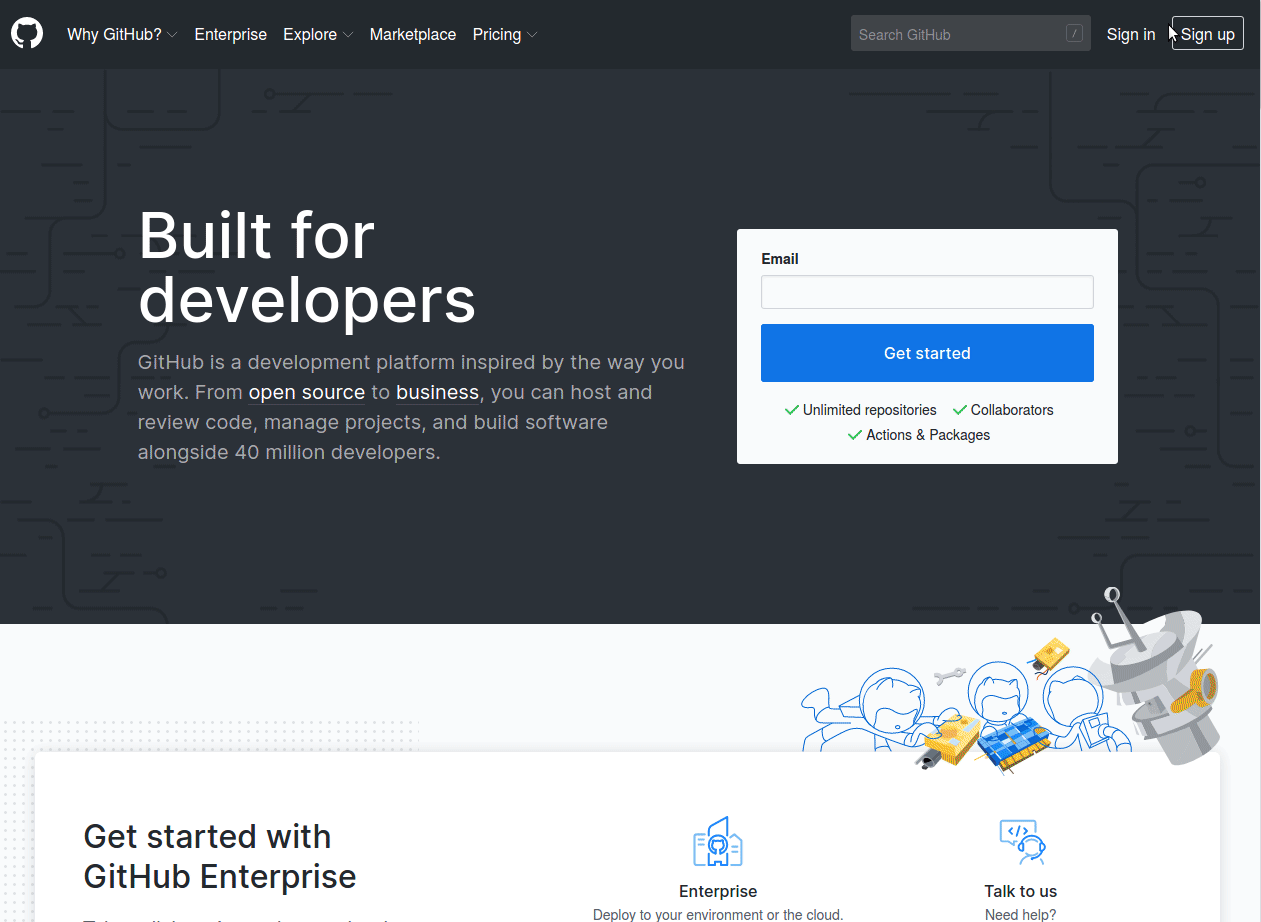 Why GitHub?
Enterprise
Explore
Marketplace
Pricing
Search GitHub
/
Sign in
Sign up
Built for
developers
GitHub is a development platform inspired by the way you
work. From open source to business, you can host and
review code, manage projects, and build software
alongside 40 million developers.
Email
Get started
Unlimited repositories
Collaborators
Actions & Packages
Get started with
GitHub Enterprise
</>
Enterprise
Deploy to your environment or the cloud.
Talk to us
Need help?